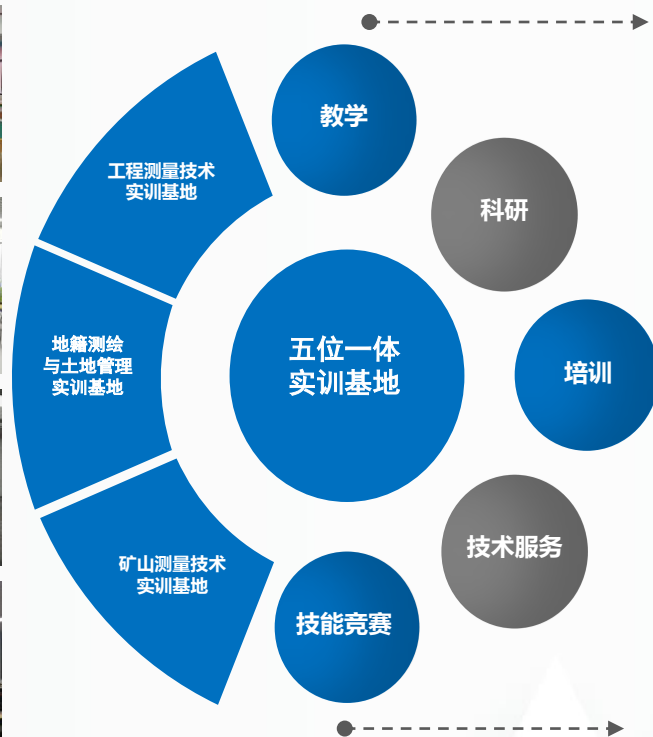 教学
工程测量技术
实训基地
科研
地籍测绘
与土地管理
实训基地
五位一体
实训基地
培训
矿山测量技术
实训基地
技术服务
技能竞赛